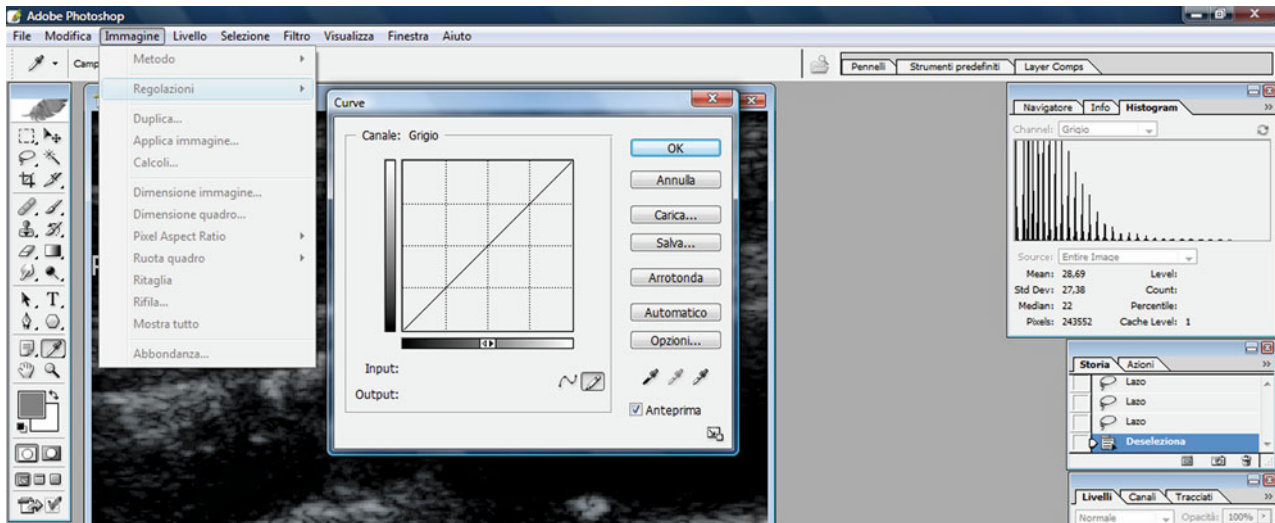 Adobe Photoshop
File Modifica Immagine Livello Selezione Filtro Visualizza Finestra Aiuto
Camp
Pennelli Strumenti predefiniti Layer Comps
Metodo
Regolazioni
Duplica...
Applica immagine...
Calcoli...
Dimensione immagine...
Dimensione quadro...
Pixel Aspect Ratio
Ruota quadro
Ritaglia
Rifila...
Mostra tutto
Abbondanza...
Curve
Canale: Grigio
Input:
Output:
OK
Annulla
Carica...
Salva...
Arrotonda
Automatico
Opzioni...
Anteprima
Navigatore Info Histogram
Channel: Grigio
Source: Entire Image
Mean: 28,69 Level:
Std Dev: 27,38 Count:
Median: 22 Percentile:
Pixels: 243552 Cache Level: 1
Storia Azioni
Lazo
Lazo
Lazo
Deseleziona
Livelli Canali Tracciati
Normale Opacità: 100%